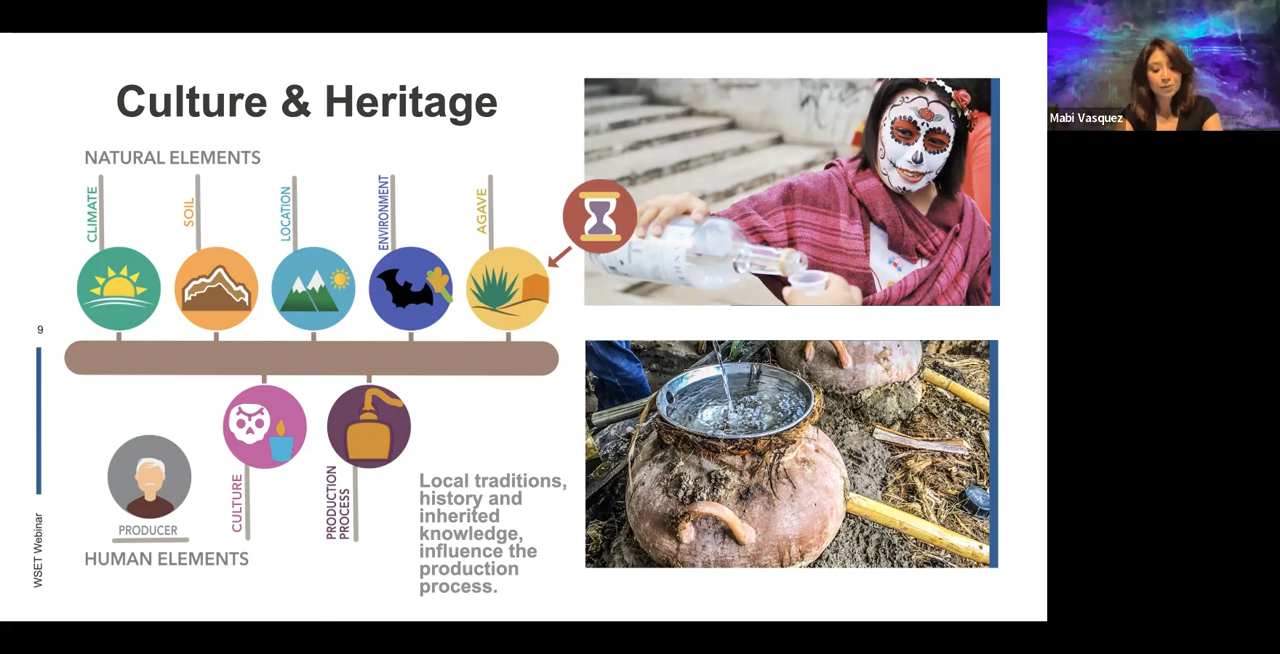 Culture & Heritage
NATURAL ELEMENTS
CLIMATE
SOIL
LOCATION
ENVIRONMENT
AGAVE
PRODUCER
HUMAN ELEMENTS
CULTURE
PRODUCTION
PROCESS
Local traditions,
history and
inherited
knowledge,
influence the
production
process.
9
WSET Webinar
Mabi Vasquez